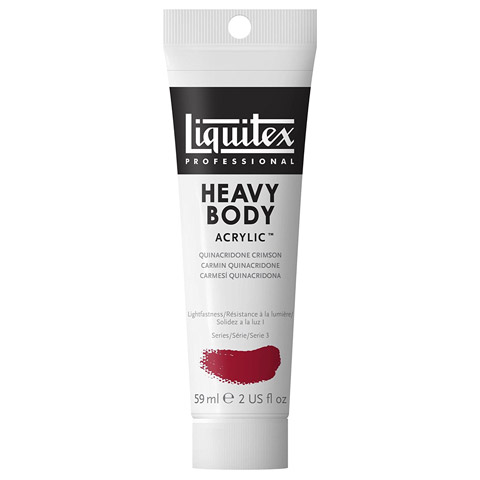 Liquitex
PROFESSIONAL
HEAVY
BODY
ACRYLIC™
QUINACRIDONE CRIMSON
CARMIN QUINACRIDONE
CARMESÍ QUINACRIDONA
Lightfastness/Résistance à la lumière/
Solidez a la luz I
Series/Série/Serie 3
59 ml ℮ 2 US fl oz